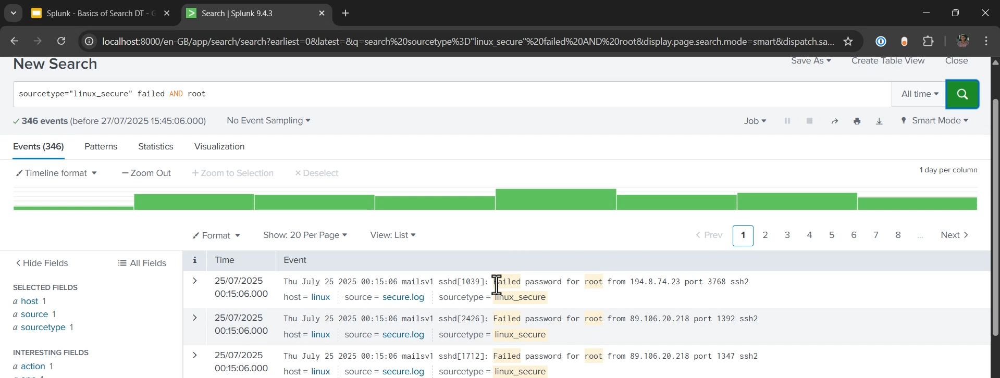 Splunk - Basics of Search DT - G
Search | Splunk 9.4.3
localhost:8000/en-GB/app/search/search?earliest=0&latest=&q=search%20sourcetype%3D"linux_secure"%20failed%20AND%20root&display.page.search.mode=smart&dispatch.sa...
New Search
Save As
Create Table View
Close
sourcetype="linux_secure" failed AND root
All time
346 events (before 27/07/2025 15:45:06.000)
No Event Sampling
Job
Smart Mode
Events (346)
Patterns
Statistics
Visualization
Timeline format
Zoom Out
Zoom to Selection
Deselect
1 day per column
Format
Show: 20 Per Page
View: List
Prev
1
2
3
4
5
6
7
8
...
Next
Hide Fields
All Fields
i
Time
Event
SELECTED FIELDS
a host 1
a source 1
a sourcetype 1
INTERESTING FIELDS
a action 1
25/07/2025
00:15:06.000
Thu July 25 2025 00:15:06 mailsv1 sshd[1039]: Failed password for root from 194.8.74.23 port 3768 ssh2
host = linux source = secure.log sourcetype = linux_secure
25/07/2025
00:15:06.000
Thu July 25 2025 00:15:06 mailsv1 sshd[2426]: Failed password for root from 89.106.20.218 port 1392 ssh2
host = linux source = secure.log sourcetype = linux_secure
25/07/2025
00:15:06.000
Thu July 25 2025 00:15:06 mailsv1 sshd[1712]: Failed password for root from 89.106.20.218 port 1347 ssh2
host = linux source = secure.log sourcetype = linux_secure